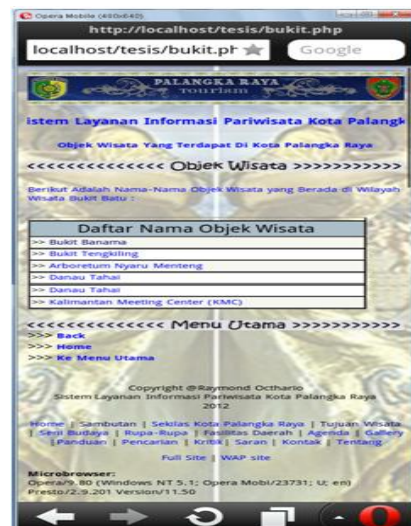 Opera Mobile (480x640)
http://localhost/tesis/bukit.php
localhost/tesis/bukit.ph
Google
PALANGKA RAYA
TOURISM
istem Layanan Informasi Pariwisata Kota Palangk
Objek Wisata Yang Terdapat Di Kota Palangka Raya
<<<<<<<<<<<<<< Objek Wisata >>>>>>>>>>>
Berikut Adalah Nama-Nama Objek Wisata yang Berada di Wilayah
Wisata Bukit Batu :
Daftar Nama Objek Wisata
>> Bukit Banama
>> Bukit Tengkiling
>> Arboretum Nyaru Menteng
>> Danau Tahai
>> Danau Tahai
>> Kalimantan Meeting Center (KMC)
<<<<<<<<<<<<<< Menu Utama >>>>>>>>>>>
>>> Back
>>> Home
>>> Ke Menu Utama
Copyright @Raymond Octhario
Sistem Layanan Informasi Pariwisata Kota Palangka Raya
2012
Home | Sambutan | Sekilas Kota Palangka Raya | Tujuan Wisata
| Seni Budaya | Rupa-Rupa | Fasilitas Daerah | Agenda | Gallery
|Panduan | Pencarian | Kritik| Saran | Kontak | Tentang
Full Site | WAP site
Microbrowser:
Opera/9.80 (Windows NT 5.1; Opera Mobi/23731; U; en)
Presto/2.9.201 Version/11.50